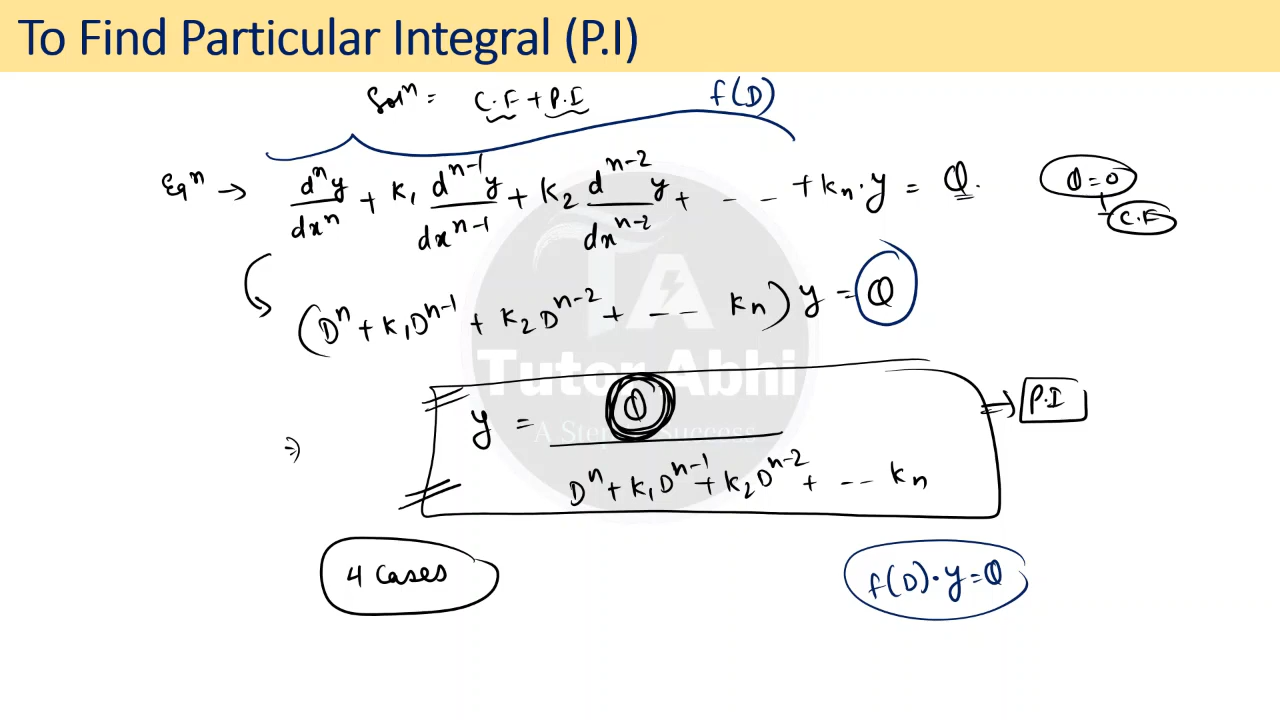 To Find Particular Integral (P.I)
Solⁿ = C.F + P.I f(D)
Eqⁿ → dⁿy/dxⁿ + K₁ dⁿ⁻¹y/dxⁿ⁻¹ + K₂ dⁿ⁻²y/dxⁿ⁻² + - - + Kₙ·y = Q. Q=0
C.F
(Dⁿ + K₁Dⁿ⁻¹ + K₂Dⁿ⁻² + - - Kₙ) y = Q
Tutor Abhi
A Step to Success
⇒ y = Q / Dⁿ + K₁Dⁿ⁻¹ + K₂Dⁿ⁻² + - - Kₙ → P.I
4 Cases f(D)·y=Q